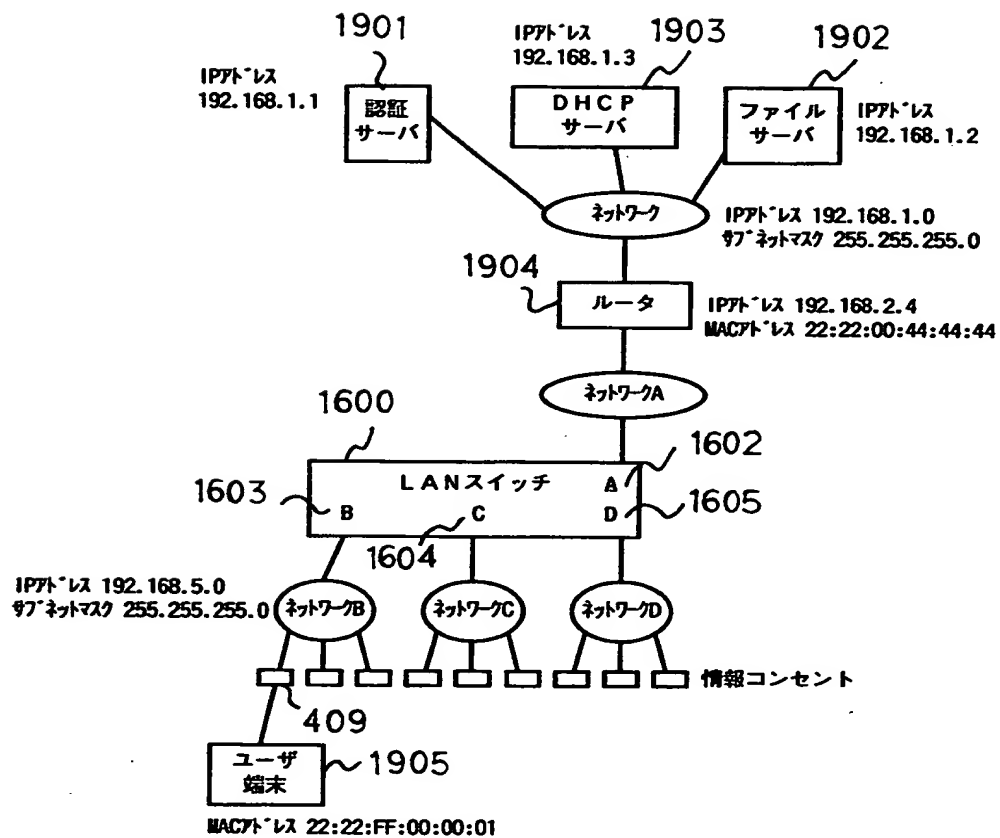 1901
IPアドレス
192.168.1.1
認証
サーバ
IPアドレス
192.168.1.3
1903
DHCP
サーバ
1902
ファイル
サーバ
IPアドレス
192.168.1.2
ネットワーク
IPアドレス 192.168.1.0
サブネットマスク 255.255.255.0
1904
ルータ
IPアドレス 192.168.2.4
MACアドレス 22:22:00:44:44:44
ネットワークA
1600
1602
LANスイッチ
A
1603
B
C
D
1605
1604
IPアドレス 192.168.5.0
サブネットマスク 255.255.255.0
ネットワークB
ネットワークC
ネットワークD
情報コンセント
409
ユーザ
端末
1905
MACアドレス 22:22:FF:00:00:01